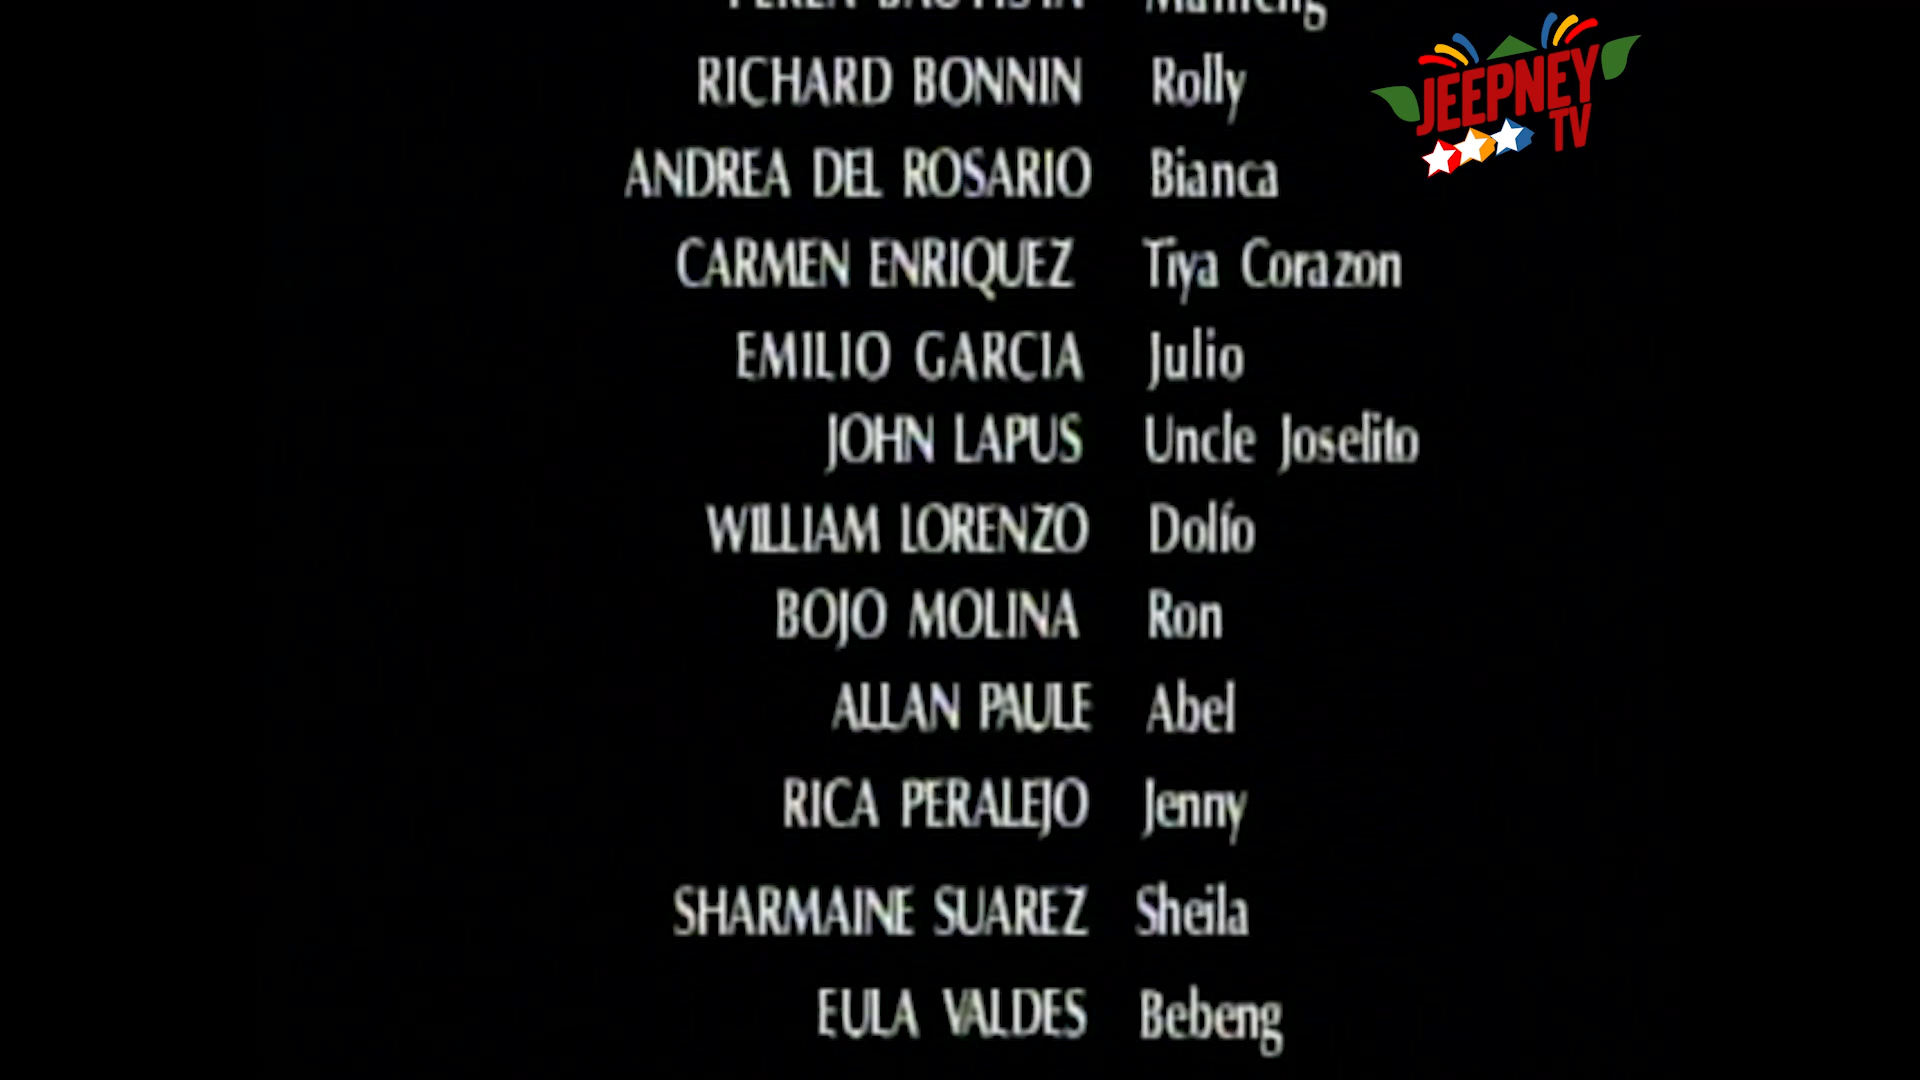 RICHARD BONNIN Rolly
ANDREA DEL ROSARIO Bianca
CARMEN ENRIQUEZ Tiya Corazon
EMILIO GARCIA Julio
JOHN LAPUS Uncle Joselito
WILLIAM LORENZO Dolfo
BOJO MOLINA Ron
ALLAN PAULE Abel
RICA PERALEJO Jenny
SHARMAINE SUAREZ Sheila
EULA VALDES Bebeng
JEEPNEY
TV